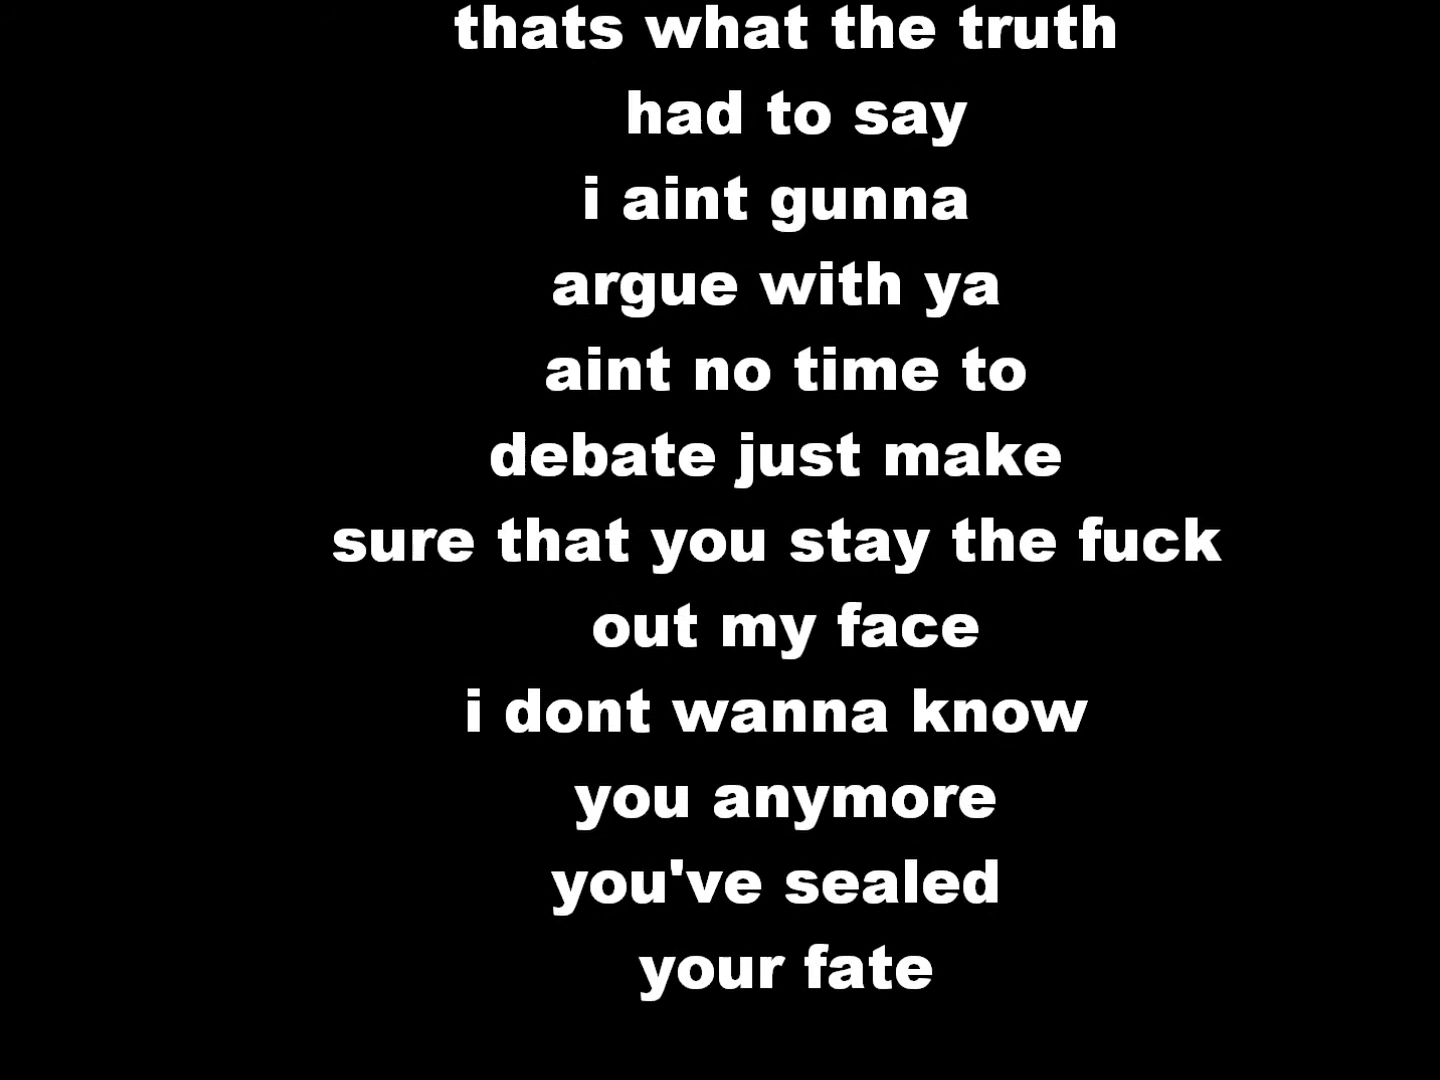 thats what the truth
had to say
i aint gunna
argue with ya
aint no time to
debate just make
sure that you stay the fuck
out my face
i dont wanna know
you anymore
you've sealed
your fate